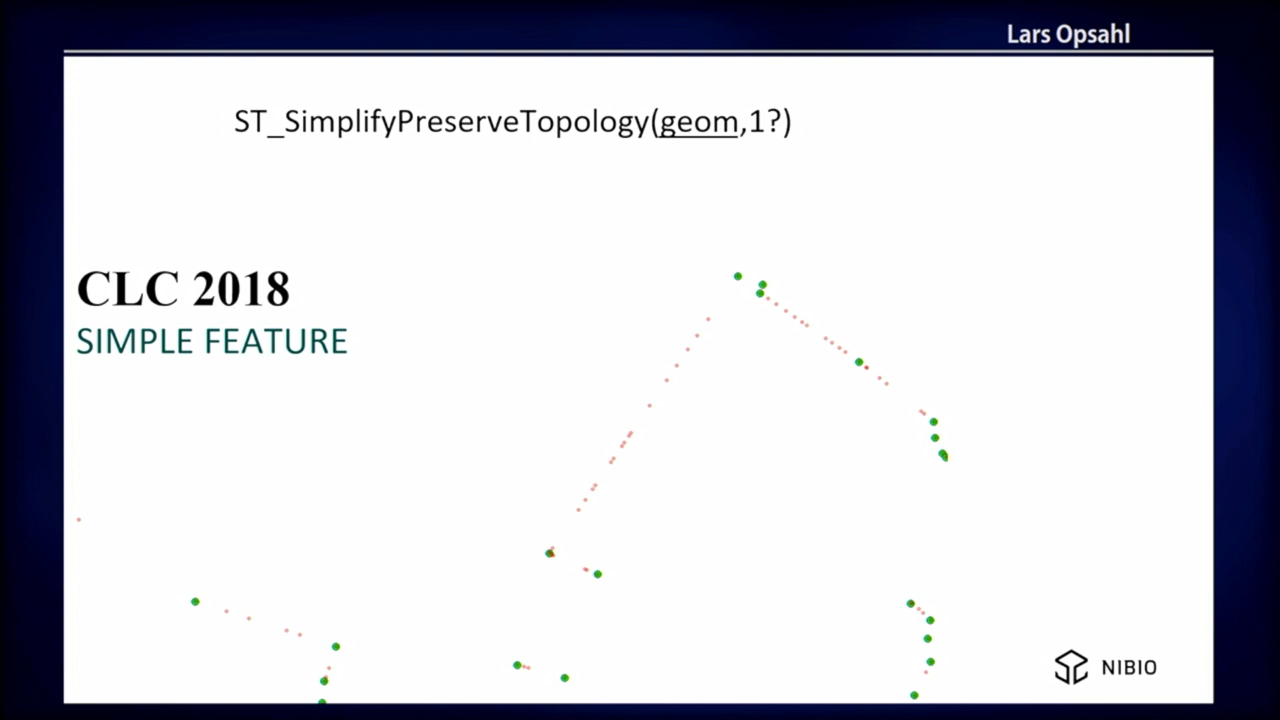 Lars Opsahl
ST_SimplifyPreserveTopology(geom,1?)
CLC 2018
SIMPLE FEATURE
NIBIO